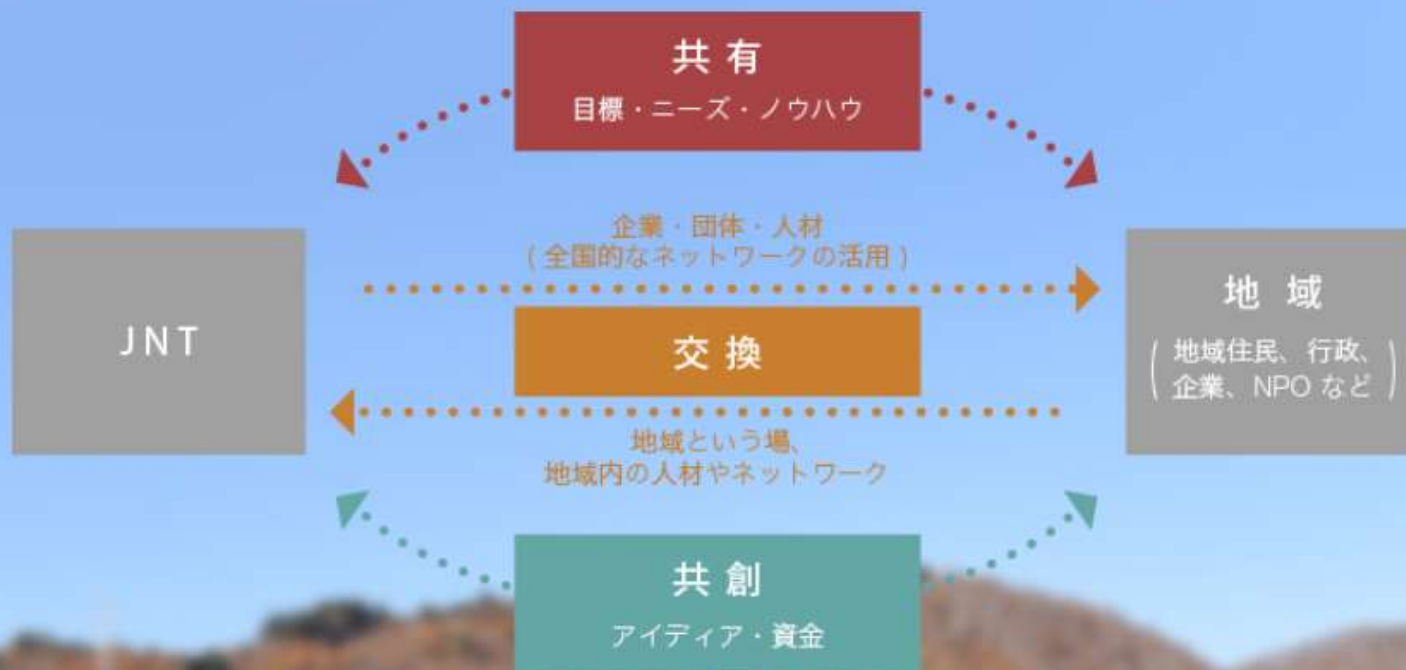 共有
目標・ニーズ・ノウハウ
企業・団体・人材
(全国的なネットワークの活用)
JNT
交換
地域
(地域住民、行政、
企業、NPO など)
地域という場、
地域内の人材やネットワーク
共創
アイディア・資金